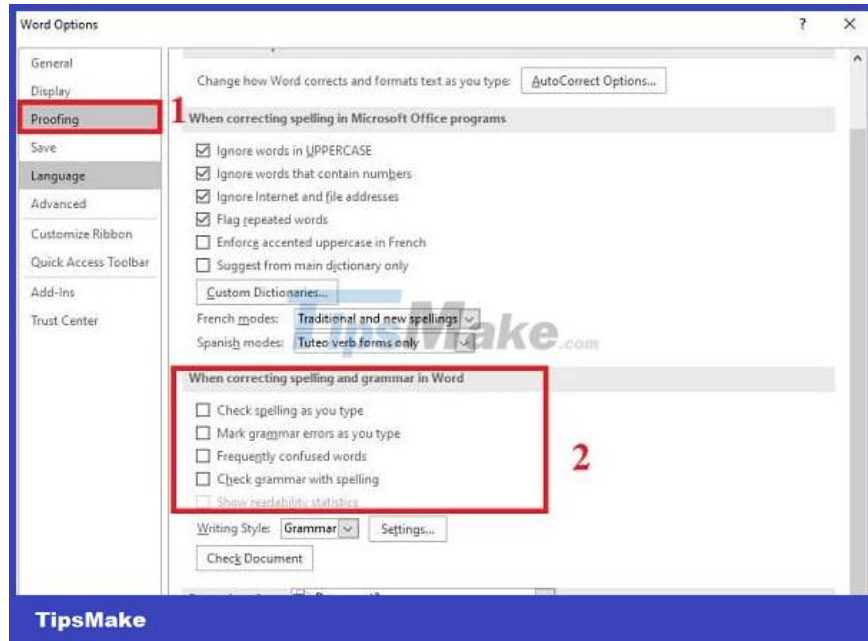 Word Options ? ×
General
Display
Proofing
Save
Language
Advanced
Customize Ribbon
Quick Access Toolbar
Add-Ins
Trust Center
1
Change how Word corrects and formats text as you type: AutoCorrect Options...
When correcting spelling in Microsoft Office programs
Ignore words in UPPERCASE
Ignore words that contain numbers
Ignore Internet and file addresses
Flag repeated words
Enforce accented uppercase in French
Suggest from main dictionary only
Custom Dictionaries...
French modes: Traditional and new spellings
Spanish modes: Tuteo verb forms only
TipsMake.com
When correcting spelling and grammar in Word
Check spelling as you type
Mark grammar errors as you type
Frequently confused words
Check grammar with spelling
Show readability statistics
2
Writing Style: Grammar Settings...
Check Document
TipsMake